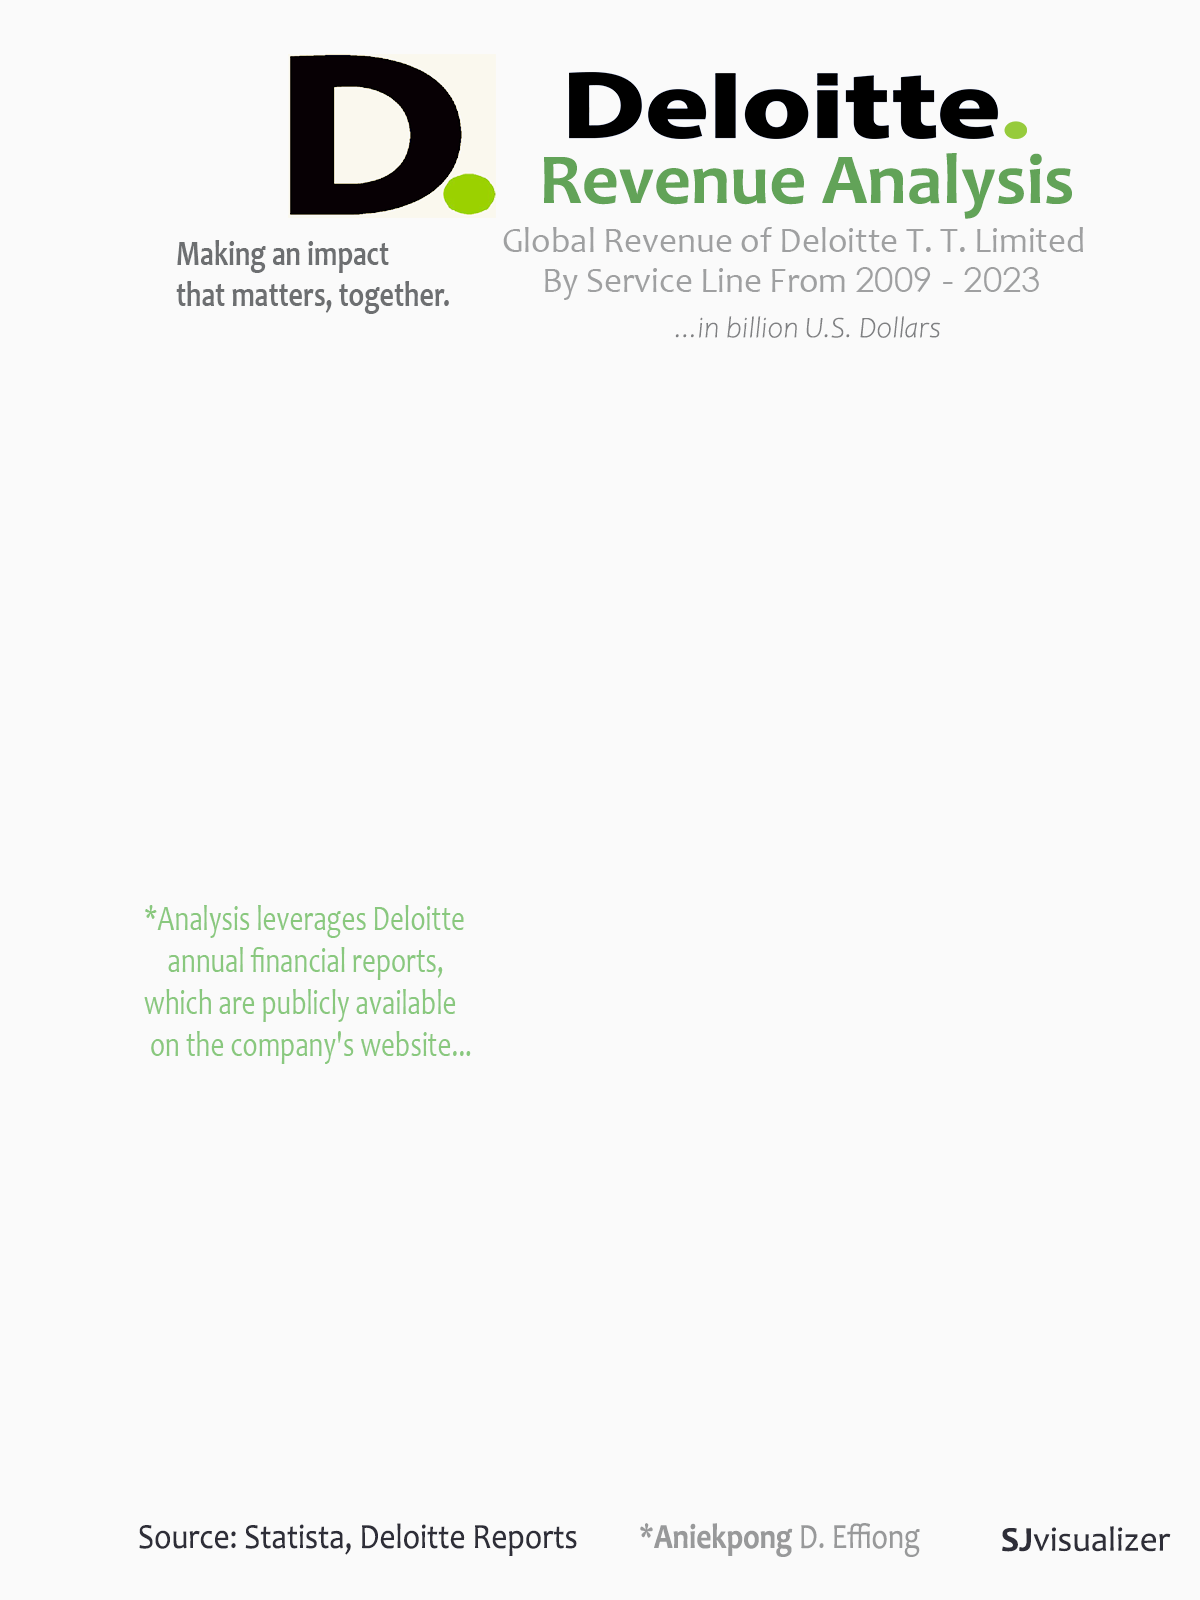 D.
Deloitte.
Revenue Analysis
Making an impact
that matters, together.
Global Revenue of Deloitte T. T. Limited
By Service Line From 2009 - 2023
...in billion U.S. Dollars
*Analysis leverages Deloitte
annual financial reports,
which are publicly available
on the company's website...
Source: Statista, Deloitte Reports
*Aniekpong D. Effiong
SJvisualizer